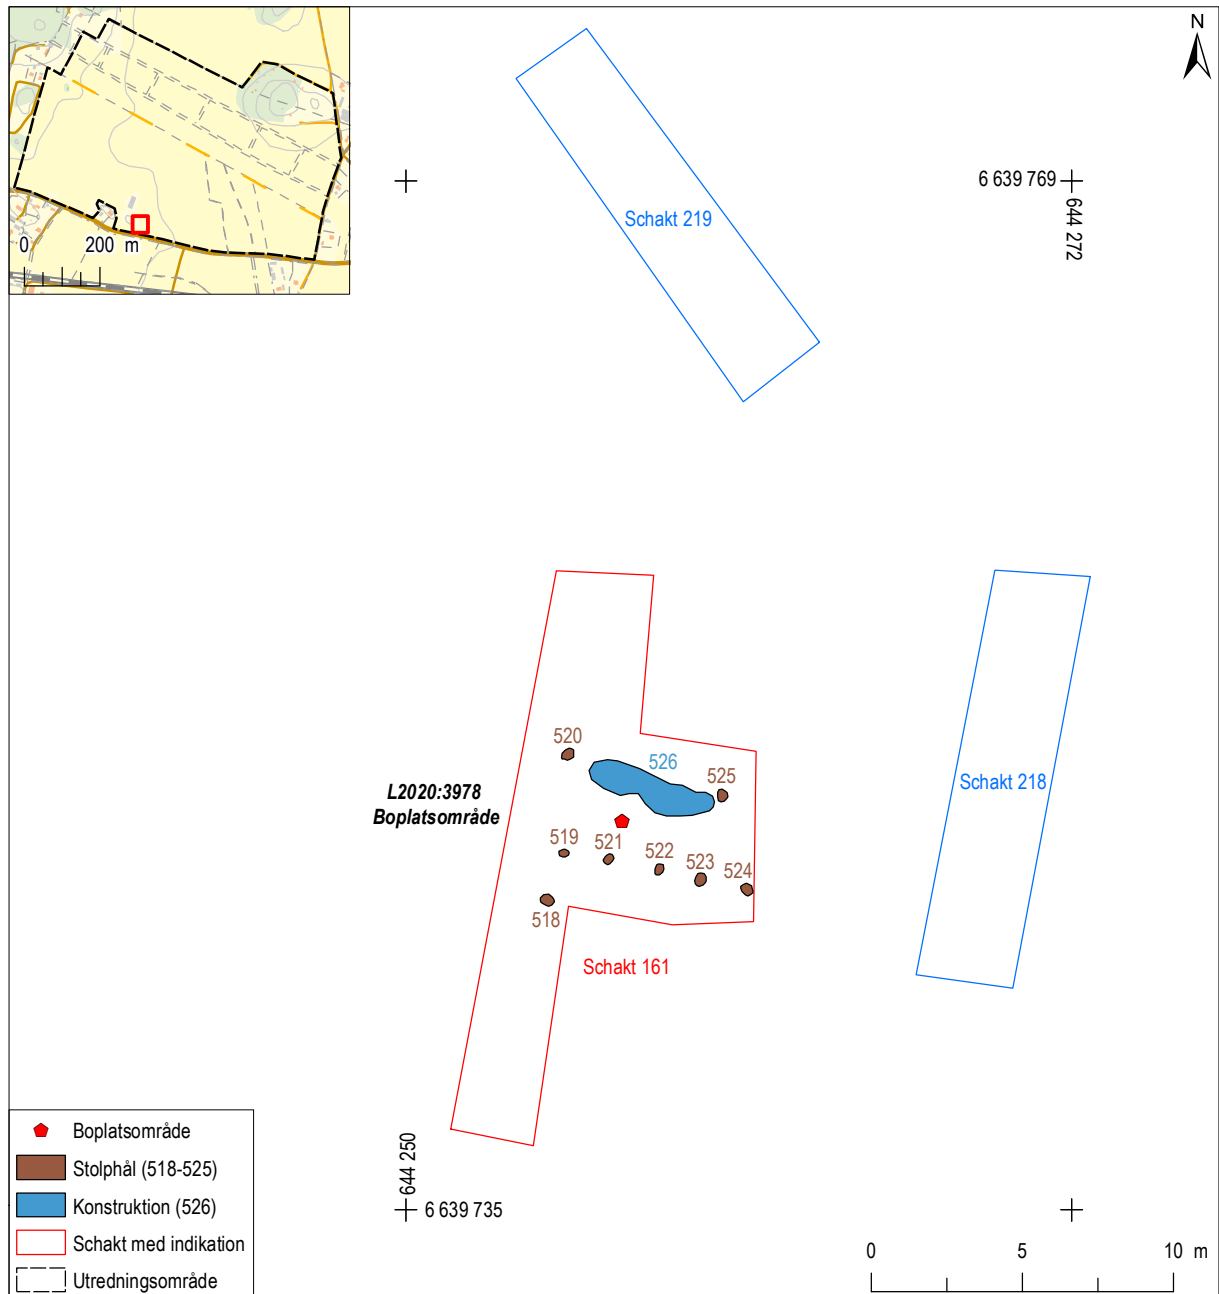 N
0 200 m
6 639 769
644 272
Schakt 219
520
526
525
Schakt 218
L2020:3978
Boplatsområde
519
521
522
523
524
518
Schakt 161
644 250
6 639 735
Boplatsområde
Stolphål (518-525)
Konstruktion (526)
Schakt med indikation
Utredningsområde
0 5 10 m